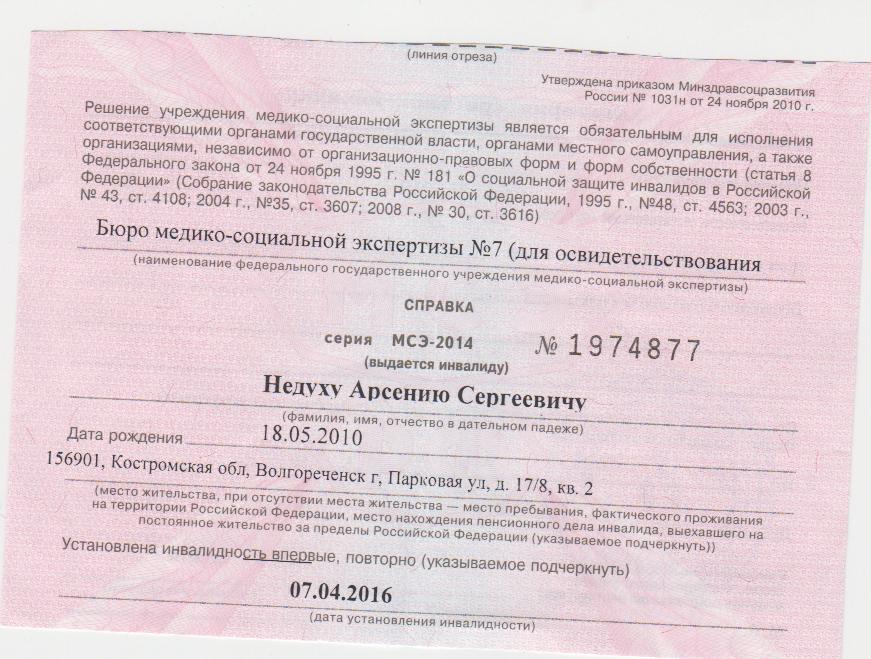 (линия отреза)
Утверждена приказом Минздравсоцразвития
России № 1031н от 24 ноября 2010 г.
Решение учреждения медико-социальной экспертизы является обязательным для исполнения
соответствующими органами государственной власти, органами местного самоуправления, а также
организациями, независимо от организационно-правовых форм и форм собственности (статья 8
Федерального закона от 24 ноября 1995 г. № 181 «О социальной защите инвалидов в Российской
Федерации» (Собрание законодательства Российской Федерации, 1995 г., №48, ст. 4563; 2003 г.,
№ 43, ст. 4108; 2004 г., №35, ст. 3607; 2008 г., № 30, ст. 3616)
Бюро медико-социальной экспертизы №7 (для освидетельствования
(наименование федерального государственного учреждения медико-социальной экспертизы)
СПРАВКА
серия МСЭ-2014 № 1974877
(выдается инвалиду)
Недуху Арсению Сергеевичу
(фамилия, имя, отчество в дательном падеже)
Дата рождения 18.05.2010
156901, Костромская обл, Волгореченск г, Парковая ул, д. 17/8, кв. 2
(место жительства, при отсутствии места жительства — место пребывания, фактического проживания
на территории Российской Федерации, место нахождения пенсионного дела инвалида, выехавшего на
постоянное жительство за пределы Российской Федерации (указываемое подчеркнуть))
Установлена инвалидность впервые, повторно (указываемое подчеркнуть)
07.04.2016
(дата установления инвалидности)